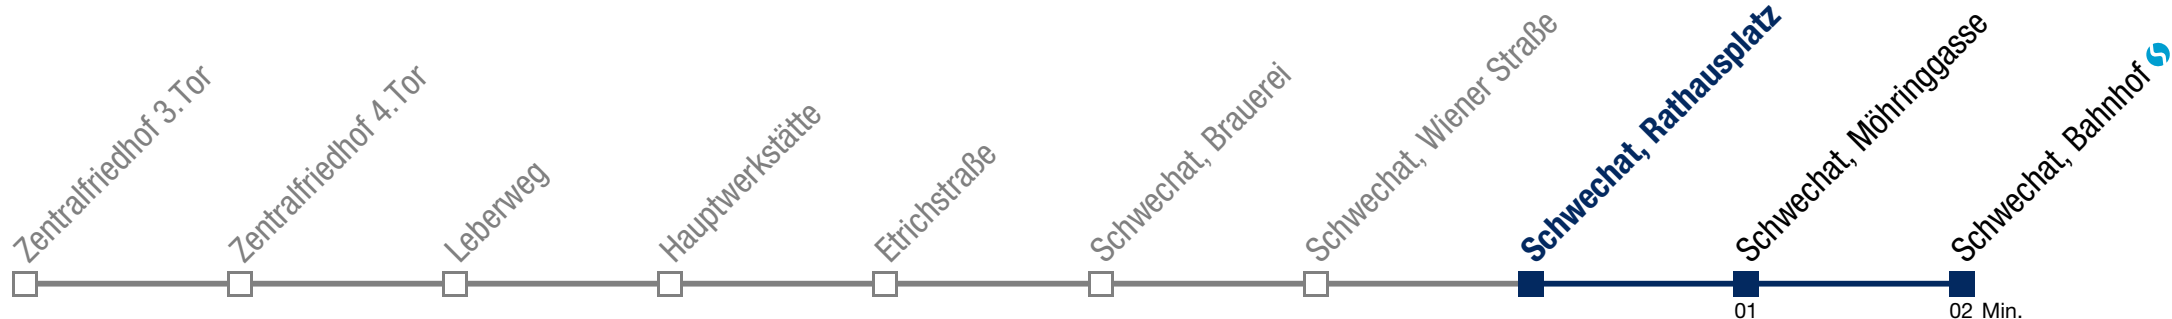 Zentralfriedhof 3.Tor
Zentralfriedhof 4.Tor
Leberweg
Hauptwerkstätte
Etrichstraße
Schwechat, Brauerei
Schwechat, Wiener Straße
Schwechat, Rathausplatz
Schwechat, Möhringgasse
Schwechat, Bahnhof
01
02 Min.